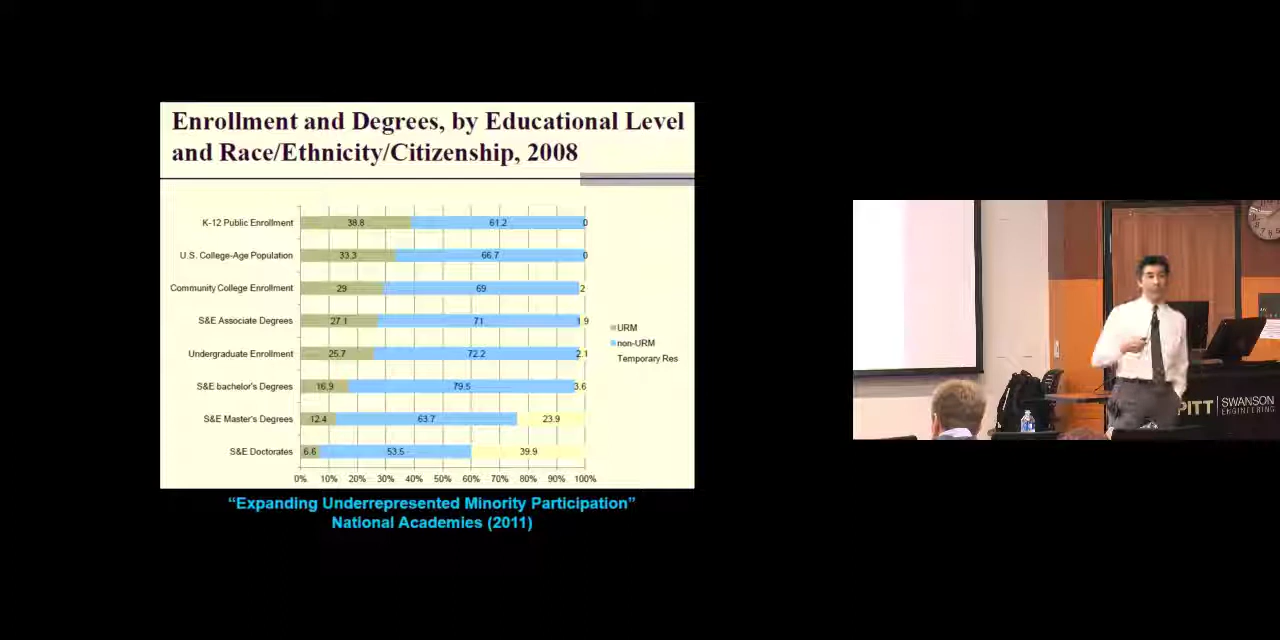 Enrollment and Degrees, by Educational Level
and Race/Ethnicity/Citizenship, 2008
K-12 Public Enrollment 38.8 61.2 0
U.S. College-Age Population 33.3 66.7 0
Community College Enrollment 29 69 2
S&E Associate Degrees 27.1 71 1.9
Undergraduate Enrollment 25.7 72.2 2.1
S&E bachelor's Degrees 16.9 79.5 3.6
S&E Master's Degrees 12.4 63.7 23.9
S&E Doctorates 6.6 53.5 39.9
0% 10% 20% 30% 40% 50% 60% 70% 80% 90% 100%
URM
non-URM
Temporary Res
“Expanding Underrepresented Minority Participation”
National Academies (2011)
PITT SWANSON
ENGINEERING